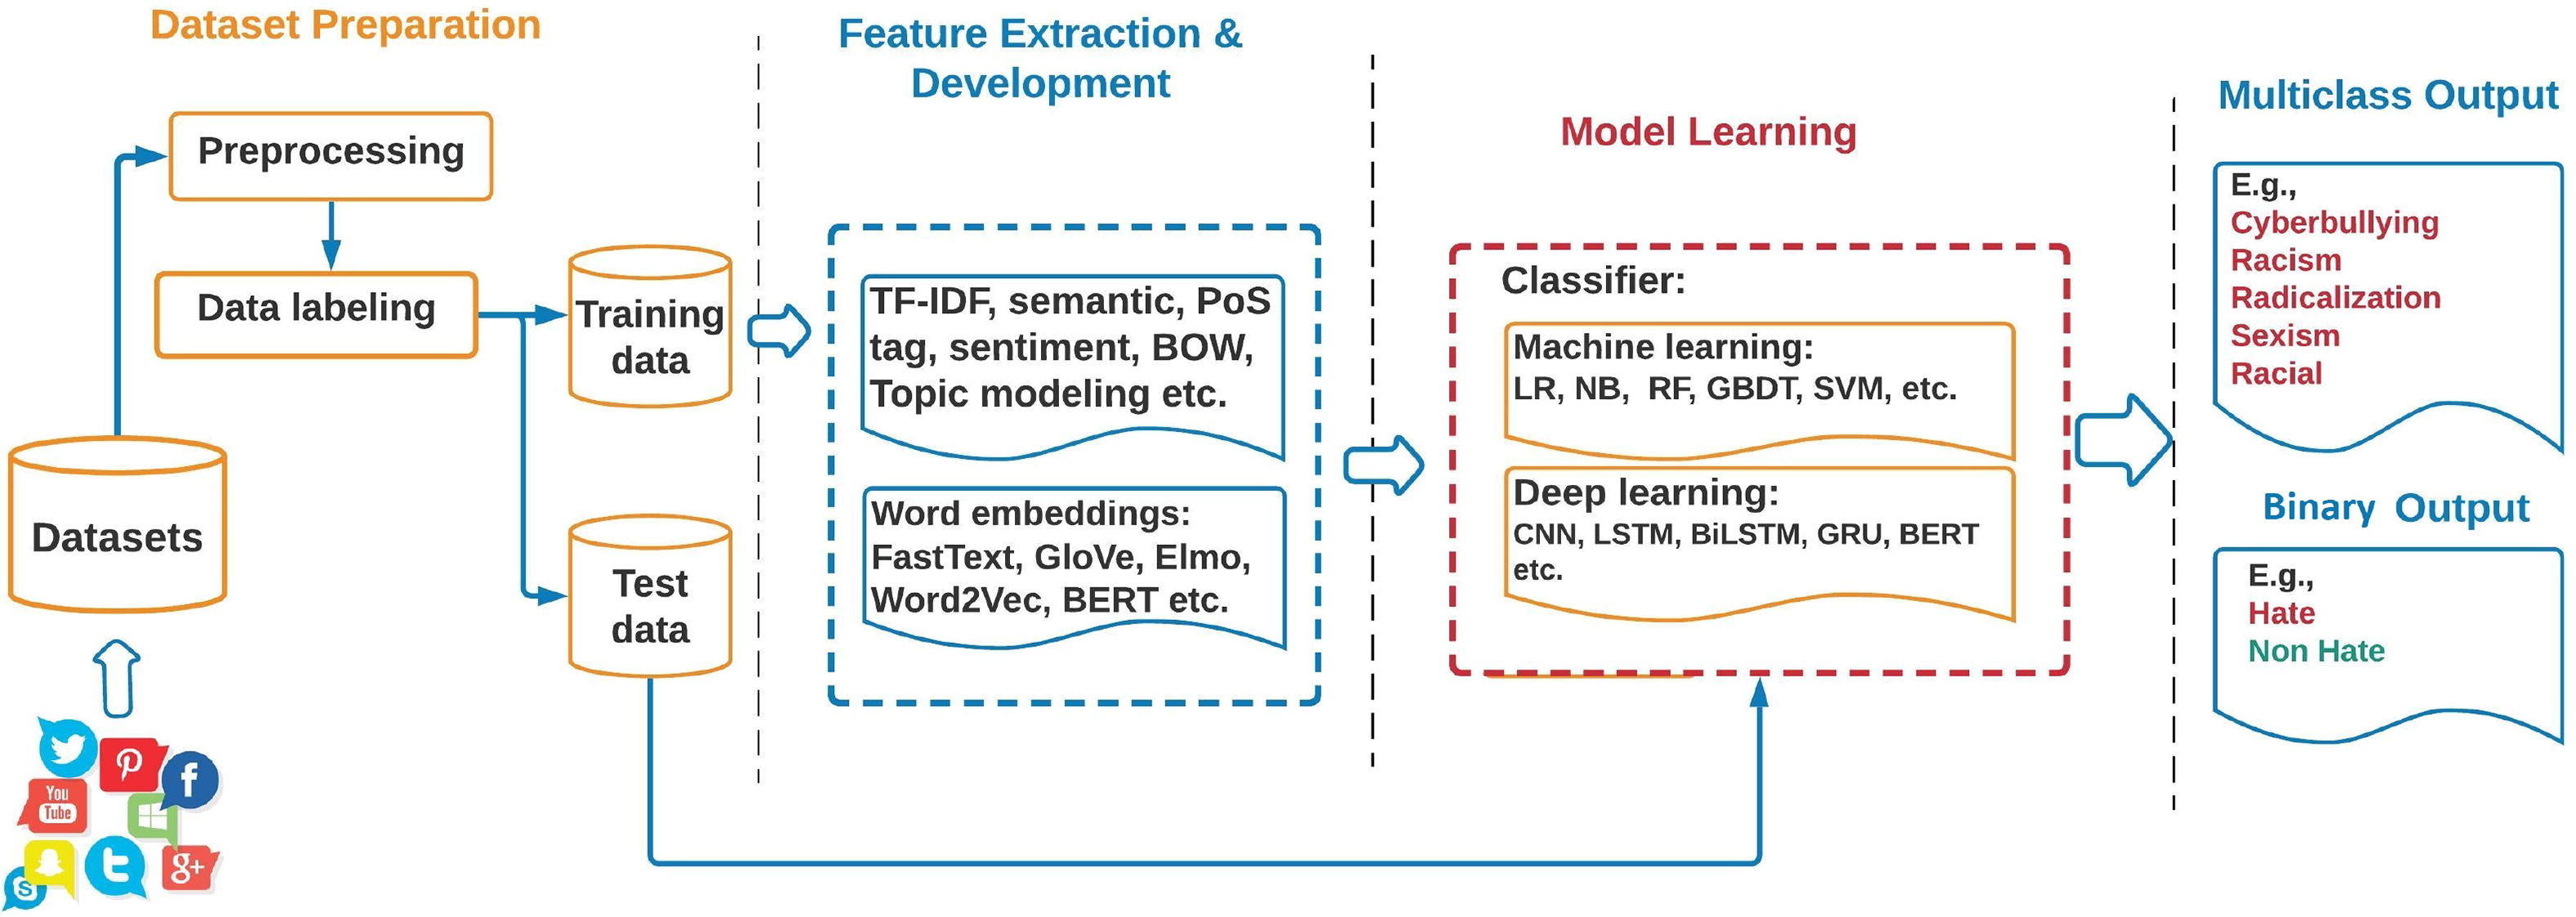 Dataset Preparation
Preprocessing
Data labeling
Training
data
Datasets
Test
data
You
Tube
g+
S
Feature Extraction &
Development
TF-IDF, semantic, PoS
tag, sentiment, BOW,
Topic modeling etc.
Word embeddings:
FastText, GloVe, Elmo,
Word2Vec, BERT etc.
Model Learning
Classifier:
Machine learning:
LR, NB, RF, GBDT, SVM, etc.
Deep learning:
CNN, LSTM, BiLSTM, GRU, BERT
etc.
Multiclass Output
E.g.,
Cyberbullying
Racism
Radicalization
Sexism
Racial
Binary Output
E.g.,
Hate
Non Hate